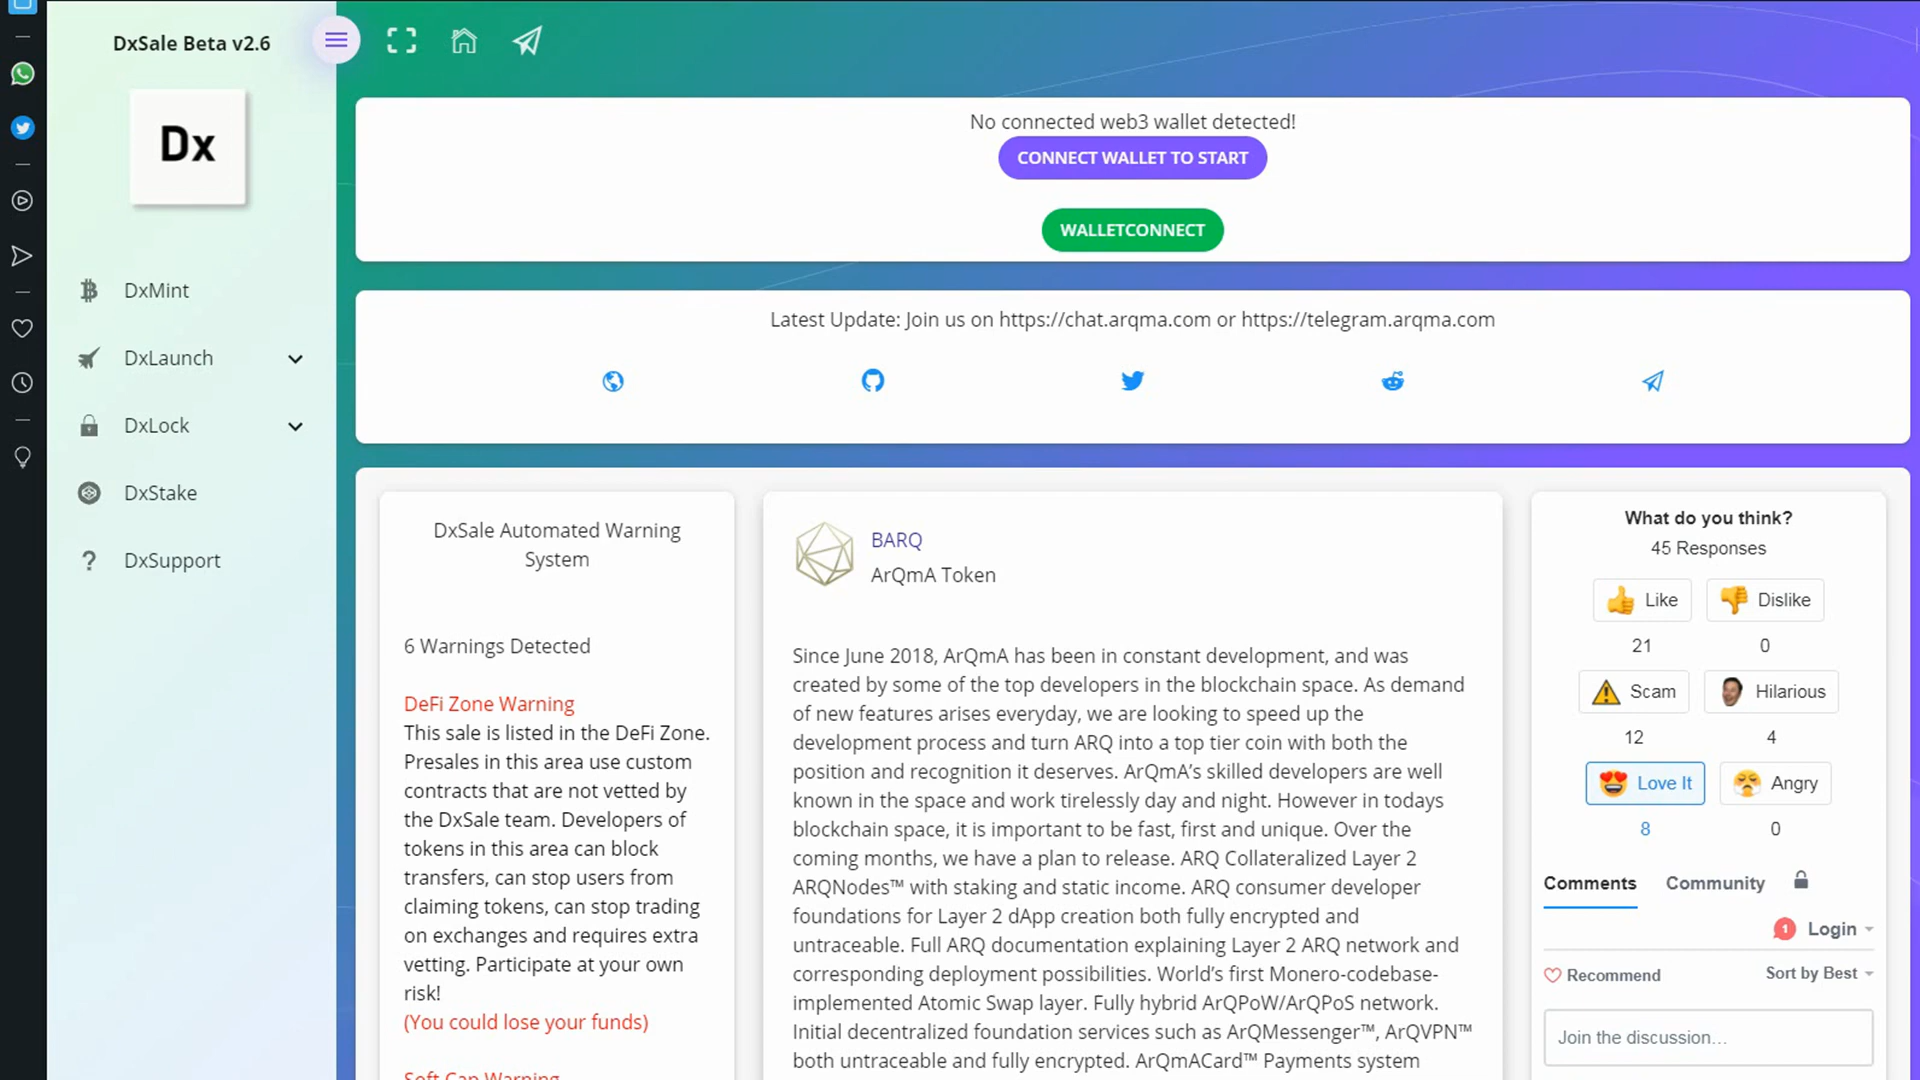 DxSale Beta v2.6
Dx
DxMint
DxLaunch
DxLock
DxStake
DxSupport
No connected web3 wallet detected!
CONNECT WALLET TO START
WALLETCONNECT
Latest Update: Join us on https://chat.arqma.com or https://telegram.arqma.com
DxSale Automated Warning
System
6 Warnings Detected
DeFi Zone Warning
This sale is listed in the DeFi Zone.
Presales in this area use custom
contracts that are not vetted by
the DxSale team. Developers of
tokens in this area can block
transfers, can stop users from
claiming tokens, can stop trading
on exchanges and requires extra
vetting. Participate at your own
risk!
(You could lose your funds)
Soft Cap Warning
BARQ
ArQmA Token
Since June 2018, ArQmA has been in constant development, and was
created by some of the top developers in the blockchain space. As demand
of new features arises everyday, we are looking to speed up the
development process and turn ARQ into a top tier coin with both the
position and recognition it deserves. ArQmA’s skilled developers are well
known in the space and work tirelessly day and night. However in todays
blockchain space, it is important to be fast, first and unique. Over the
coming months, we have a plan to release. ARQ Collateralized Layer 2
ARQNodes™ with staking and static income. ARQ consumer developer
foundations for Layer 2 dApp creation both fully encrypted and
untraceable. Full ARQ documentation explaining Layer 2 ARQ network and
corresponding deployment possibilities. World’s first Monero-codebase-
implemented Atomic Swap layer. Fully hybrid ArQPoW/ArQPoS network.
Initial decentralized foundation services such as ArQMessenger™, ArQVPN™
both untraceable and fully encrypted. ArQmACard™ Payments system
What do you think?
45 Responses
Like
Dislike
21
0
Scam
Hilarious
12
4
Love It
Angry
8
0
Comments
Community
1
Login
Recommend
Sort by Best
Join the discussion...